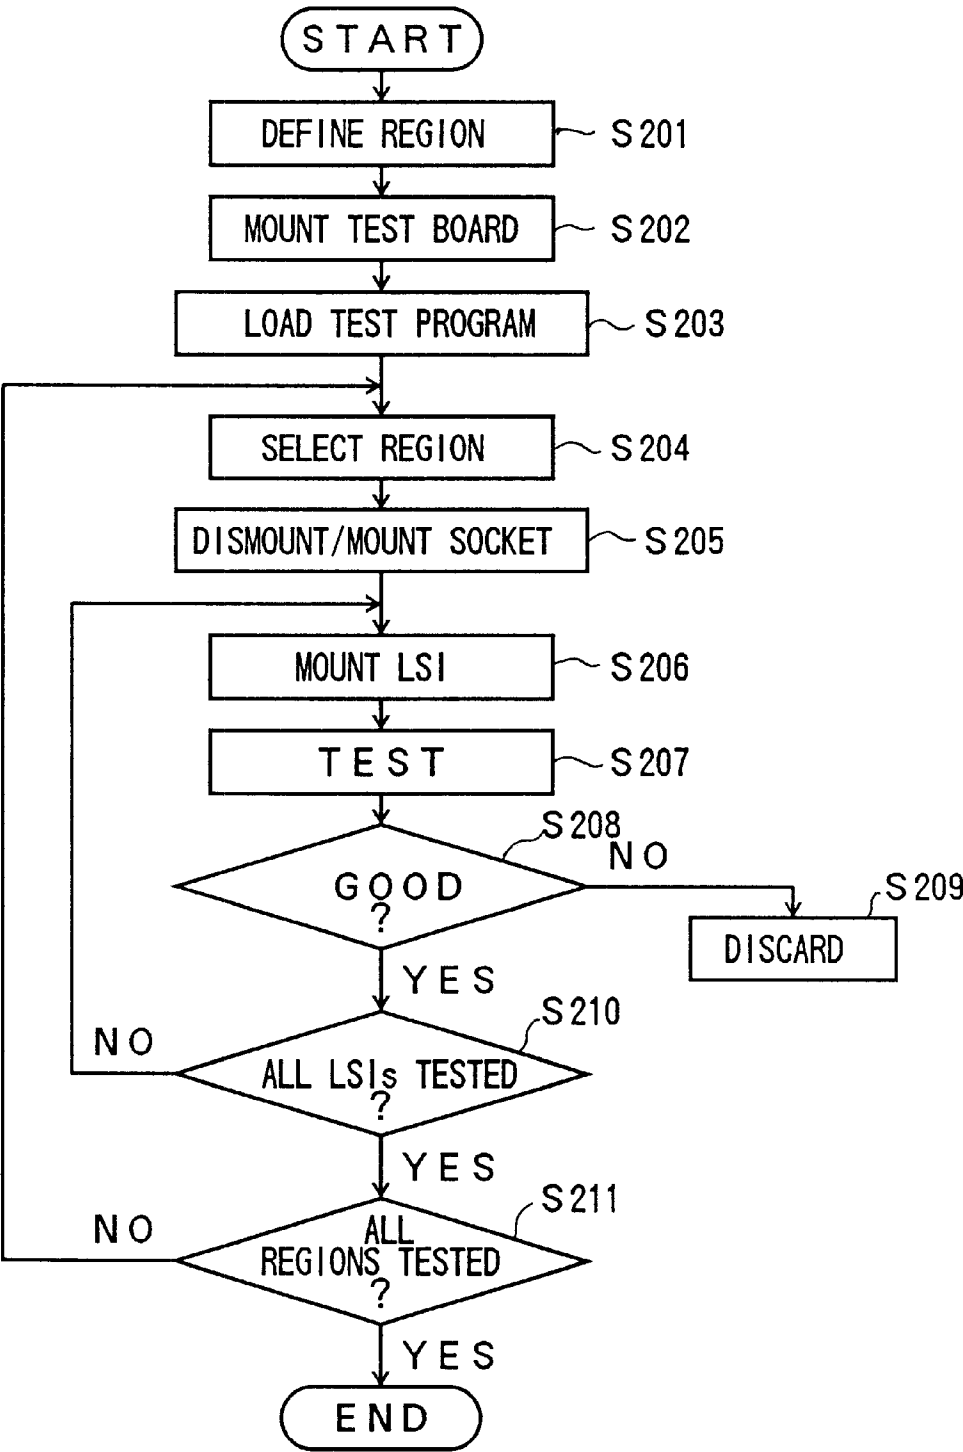 START
DEFINE REGION
S201
MOUNT TEST BOARD
S202
LOAD TEST PROGRAM
S203
SELECT REGION
S204
DISMOUNT/MOUNT SOCKET
S205
MOUNT LSI
S206
TEST
S207
S208
GOOD
?
NO
S209
DISCARD
YES
S210
NO
ALL LSIs TESTED
?
YES
S211
NO
ALL
REGIONS TESTED
?
YES
END